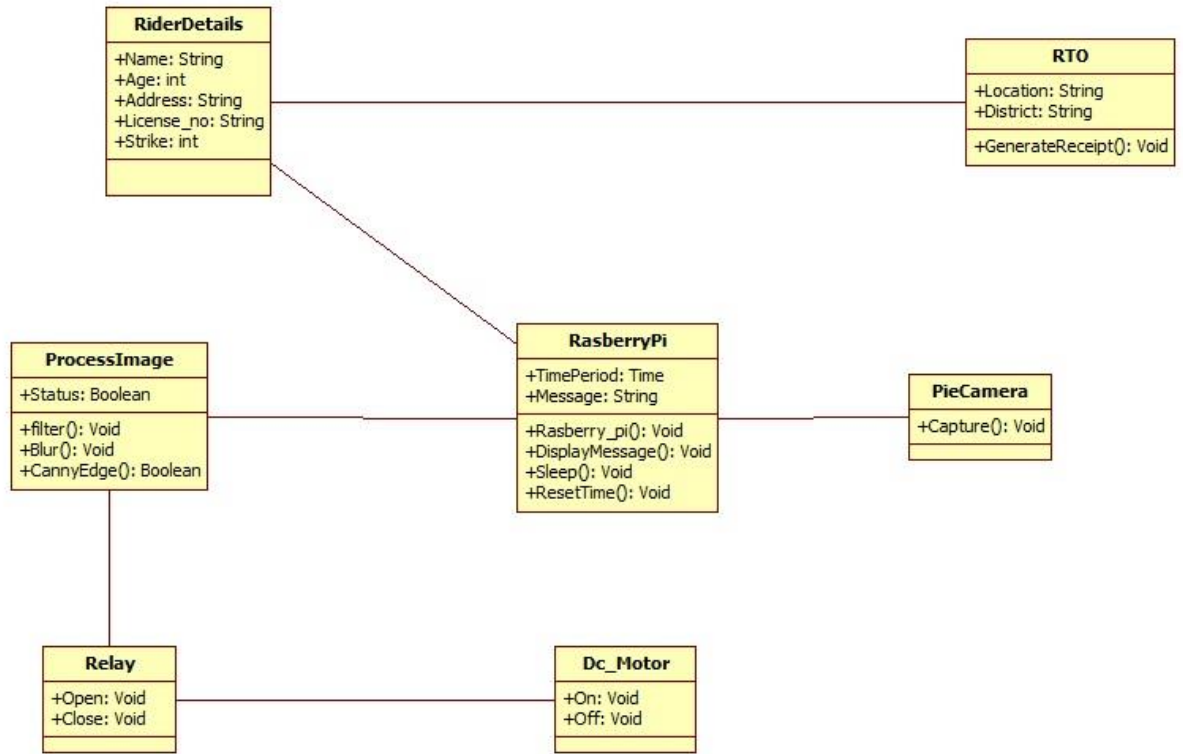 RiderDetails
+Name: String
+Age: int
+Address: String
+License_no: String
+Strike: int
RTO
+Location: String
+District: String
+GenerateReceipt(): Void
ProcessImage
+Status: Boolean
+filter(): Void
+Blur(): Void
+CannyEdge(): Boolean
RasberryPi
+TimePeriod: Time
+Message: String
+Rasberry_pi(): Void
+DisplayMessage(): Void
+Sleep(): Void
+ResetTime(): Void
PieCamera
+Capture(): Void
Relay
+Open: Void
+Close: Void
Dc_Motor
+On: Void
+Off: Void